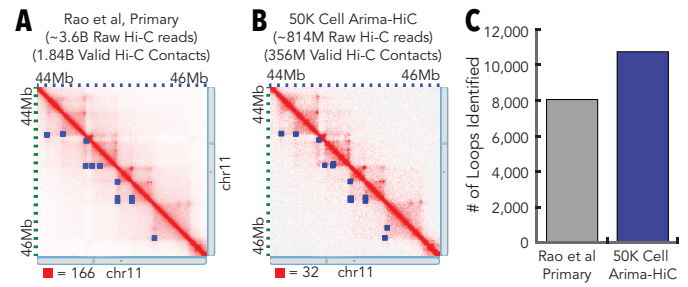 A
Rao et al, Primary
(~3.6B Raw Hi-C reads)
(1.84B Valid Hi-C Contacts)
44Mb 46Mb
44Mb
46Mb
chr11
= 166 chr11
B
50K Cell Arima-HiC
(~814M Raw Hi-C reads)
(356M Valid Hi-C Contacts)
44Mb 46Mb
44Mb
46Mb
= 32 chr11
C
# of Loops Identified
12,000
10,000
8,000
6,000
4,000
2,000
0
Rao et al
Primary
50K Cell
Arima-HiC